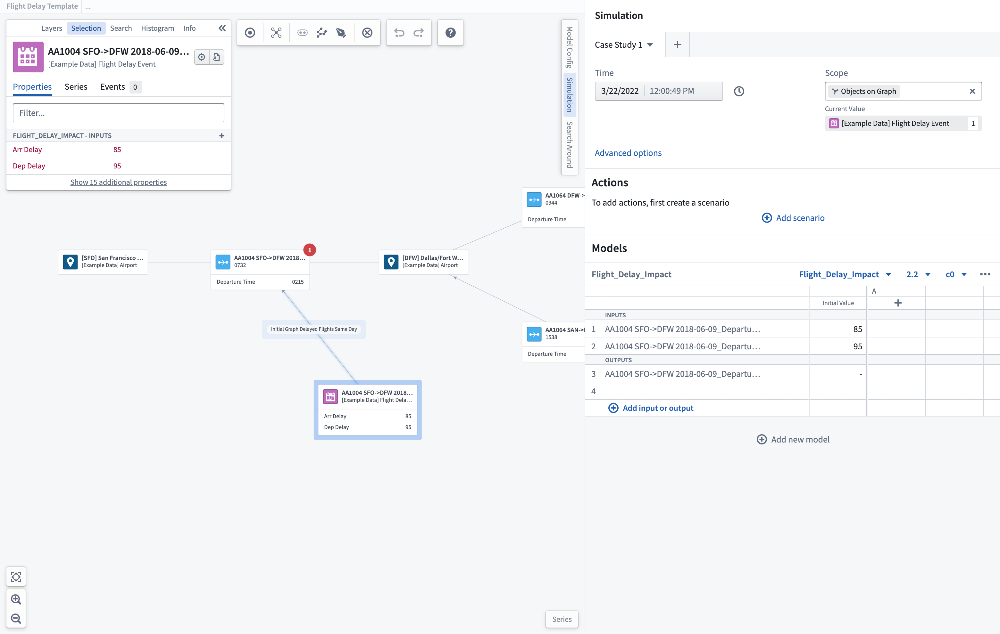 Flight Delay Template
...
Layers Selection Search Histogram Info
AA1004 SFO->DFW 2018-06-09...
[Example Data] Flight Delay Event
Properties Series Events 0
Filter...
FLIGHT_DELAY_IMPACT - INPUTS
Arr Delay 85
Dep Delay 95
Show 15 additional properties
Model Config
Simulation
Search Around
AA1064 DFW->
0944
Departure Time
[SFO] San Francisco ...
[Example Data] Airport
1
AA1004 SFO->DFW 2018...
0732
Departure Time 0215
[DFW] Dallas/Fort W...
[Example Data] Airport
Initial Graph Delayed Flights Same Day
AA1064 SAN->
1538
Departure Time
AA1004 SFO->DFW 2018...
[Example Data] Flight Dela...
Arr Delay 85
Dep Delay 95
Series
Simulation
Case Study 1
Time
3/22/2022 12:00:49 PM
Scope
Objects on Graph
Current Value
[Example Data] Flight Delay Event 1
Advanced options
Actions
To add actions, first create a scenario
Add scenario
Models
Flight_Delay_Impact Flight_Delay_Impact 2.2 c0
A
Initial Value
INPUTS
1 AA1004 SFO->DFW 2018-06-09_Departu... 85
2 AA1004 SFO->DFW 2018-06-09_Departu... 95
OUTPUTS
3 AA1004 SFO->DFW 2018-06-09_Departu... -
4
Add input or output
Add new model